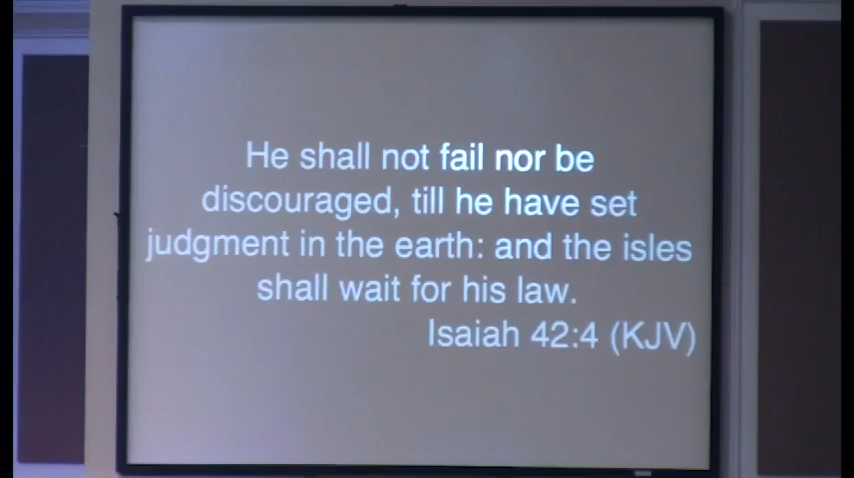 He shall not fail nor be
discouraged, till he have set
judgment in the earth: and the isles
shall wait for his law.
Isaiah 42:4 (KJV)